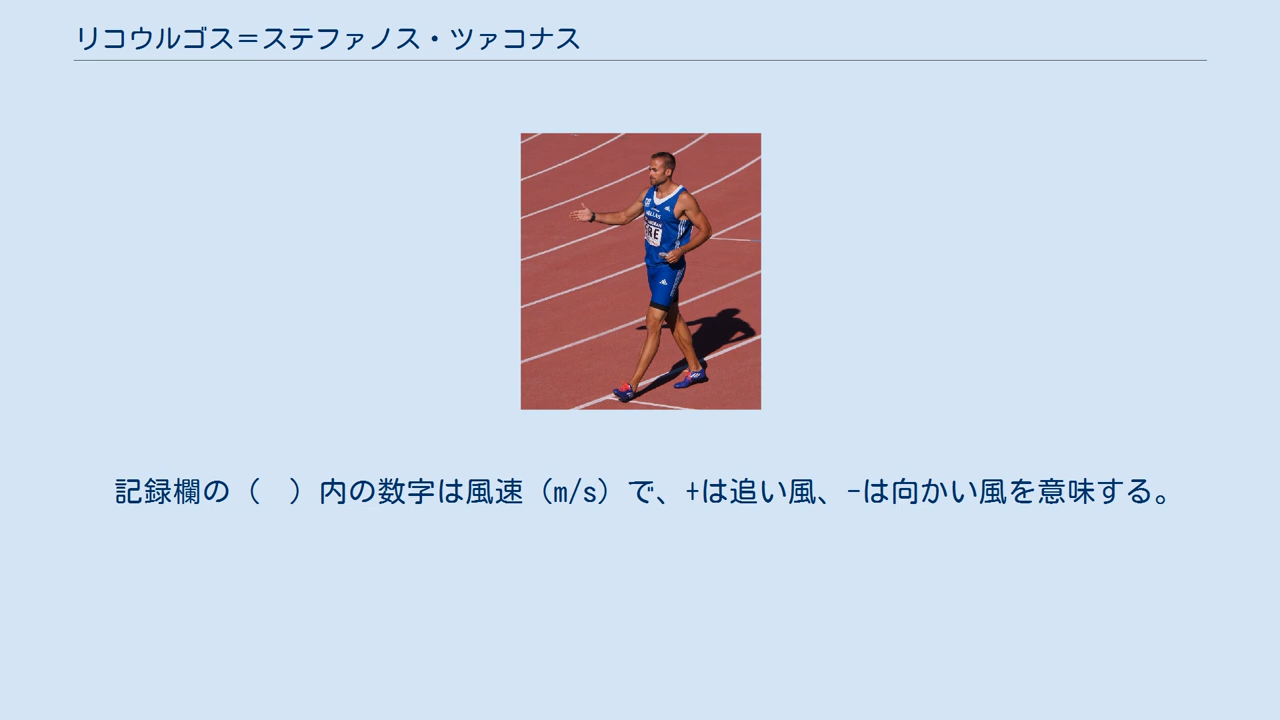 リコウルゴス＝ステファノス・ツァコナス
HELLAS
記録欄の（　）内の数字は風速（m/s）で、+は追い風、-は向かい風を意味する。